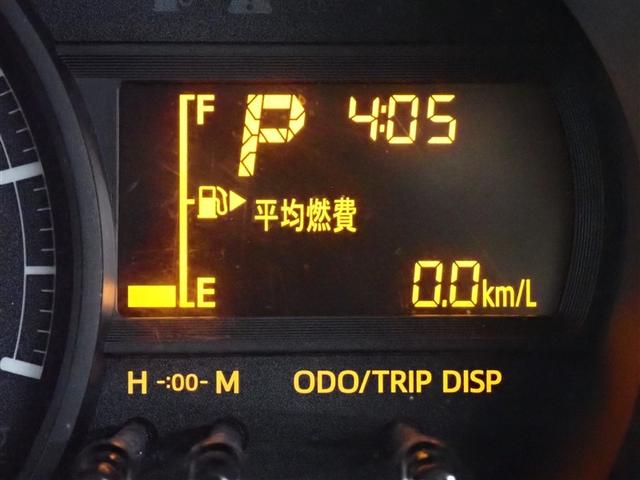 F P 4:05
平均燃費
E 0.0km/L
H -:00- M ODO/TRIP DISP